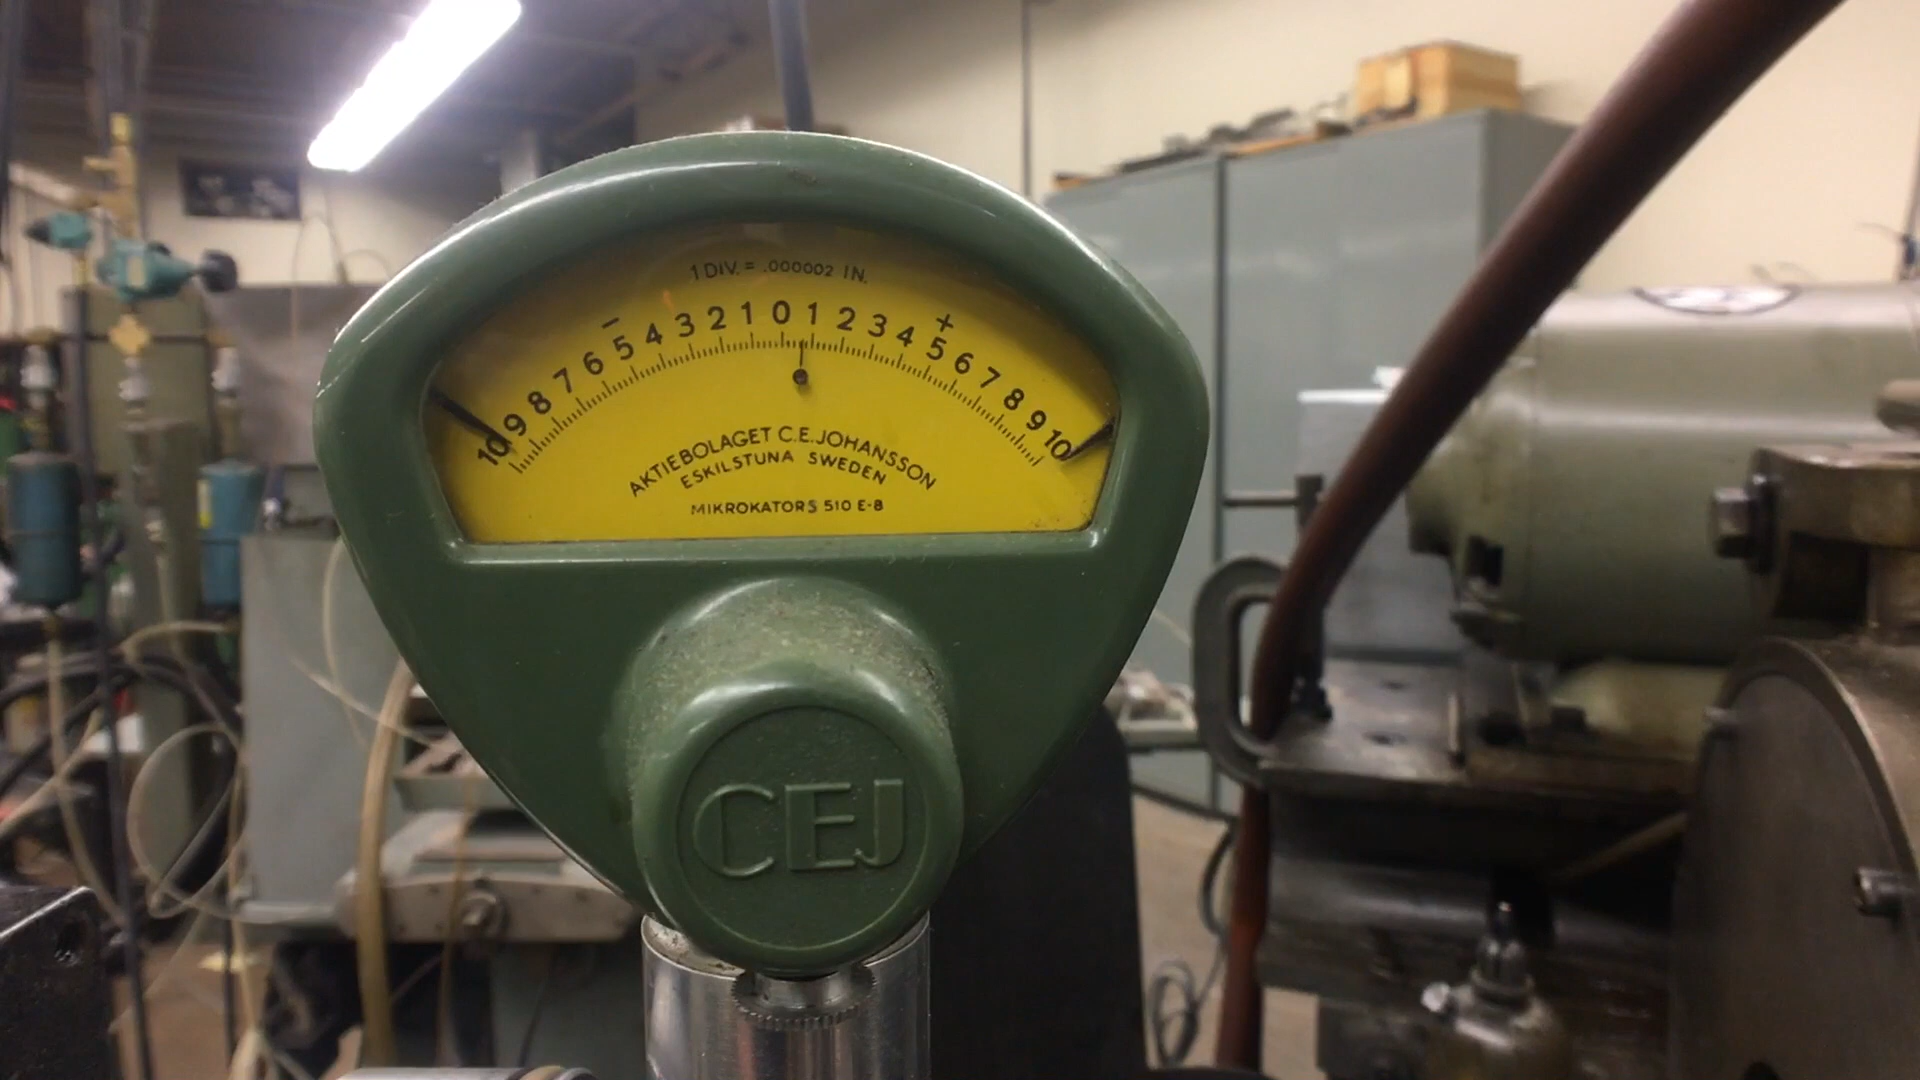 1 DIV. = .000002 IN.
− +
10 9 8 7 6 5 4 3 2 1 0 1 2 3 4 5 6 7 8 9 10
AKTIEBOLAGET C.E. JOHANSSON
ESKILSTUNA SWEDEN
MIKROKATOR S 510 E-8
CEJ